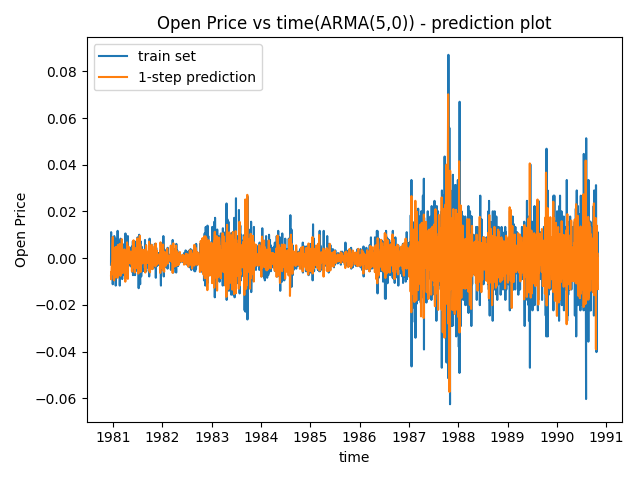 Open Price vs time(ARMA(5,0)) - prediction plot
train set
1-step prediction
Open Price
0.08
0.06
0.04
0.02
0.00
−0.02
−0.04
−0.06
1981 1982 1983 1984 1985 1986 1987 1988 1989 1990 1991
time